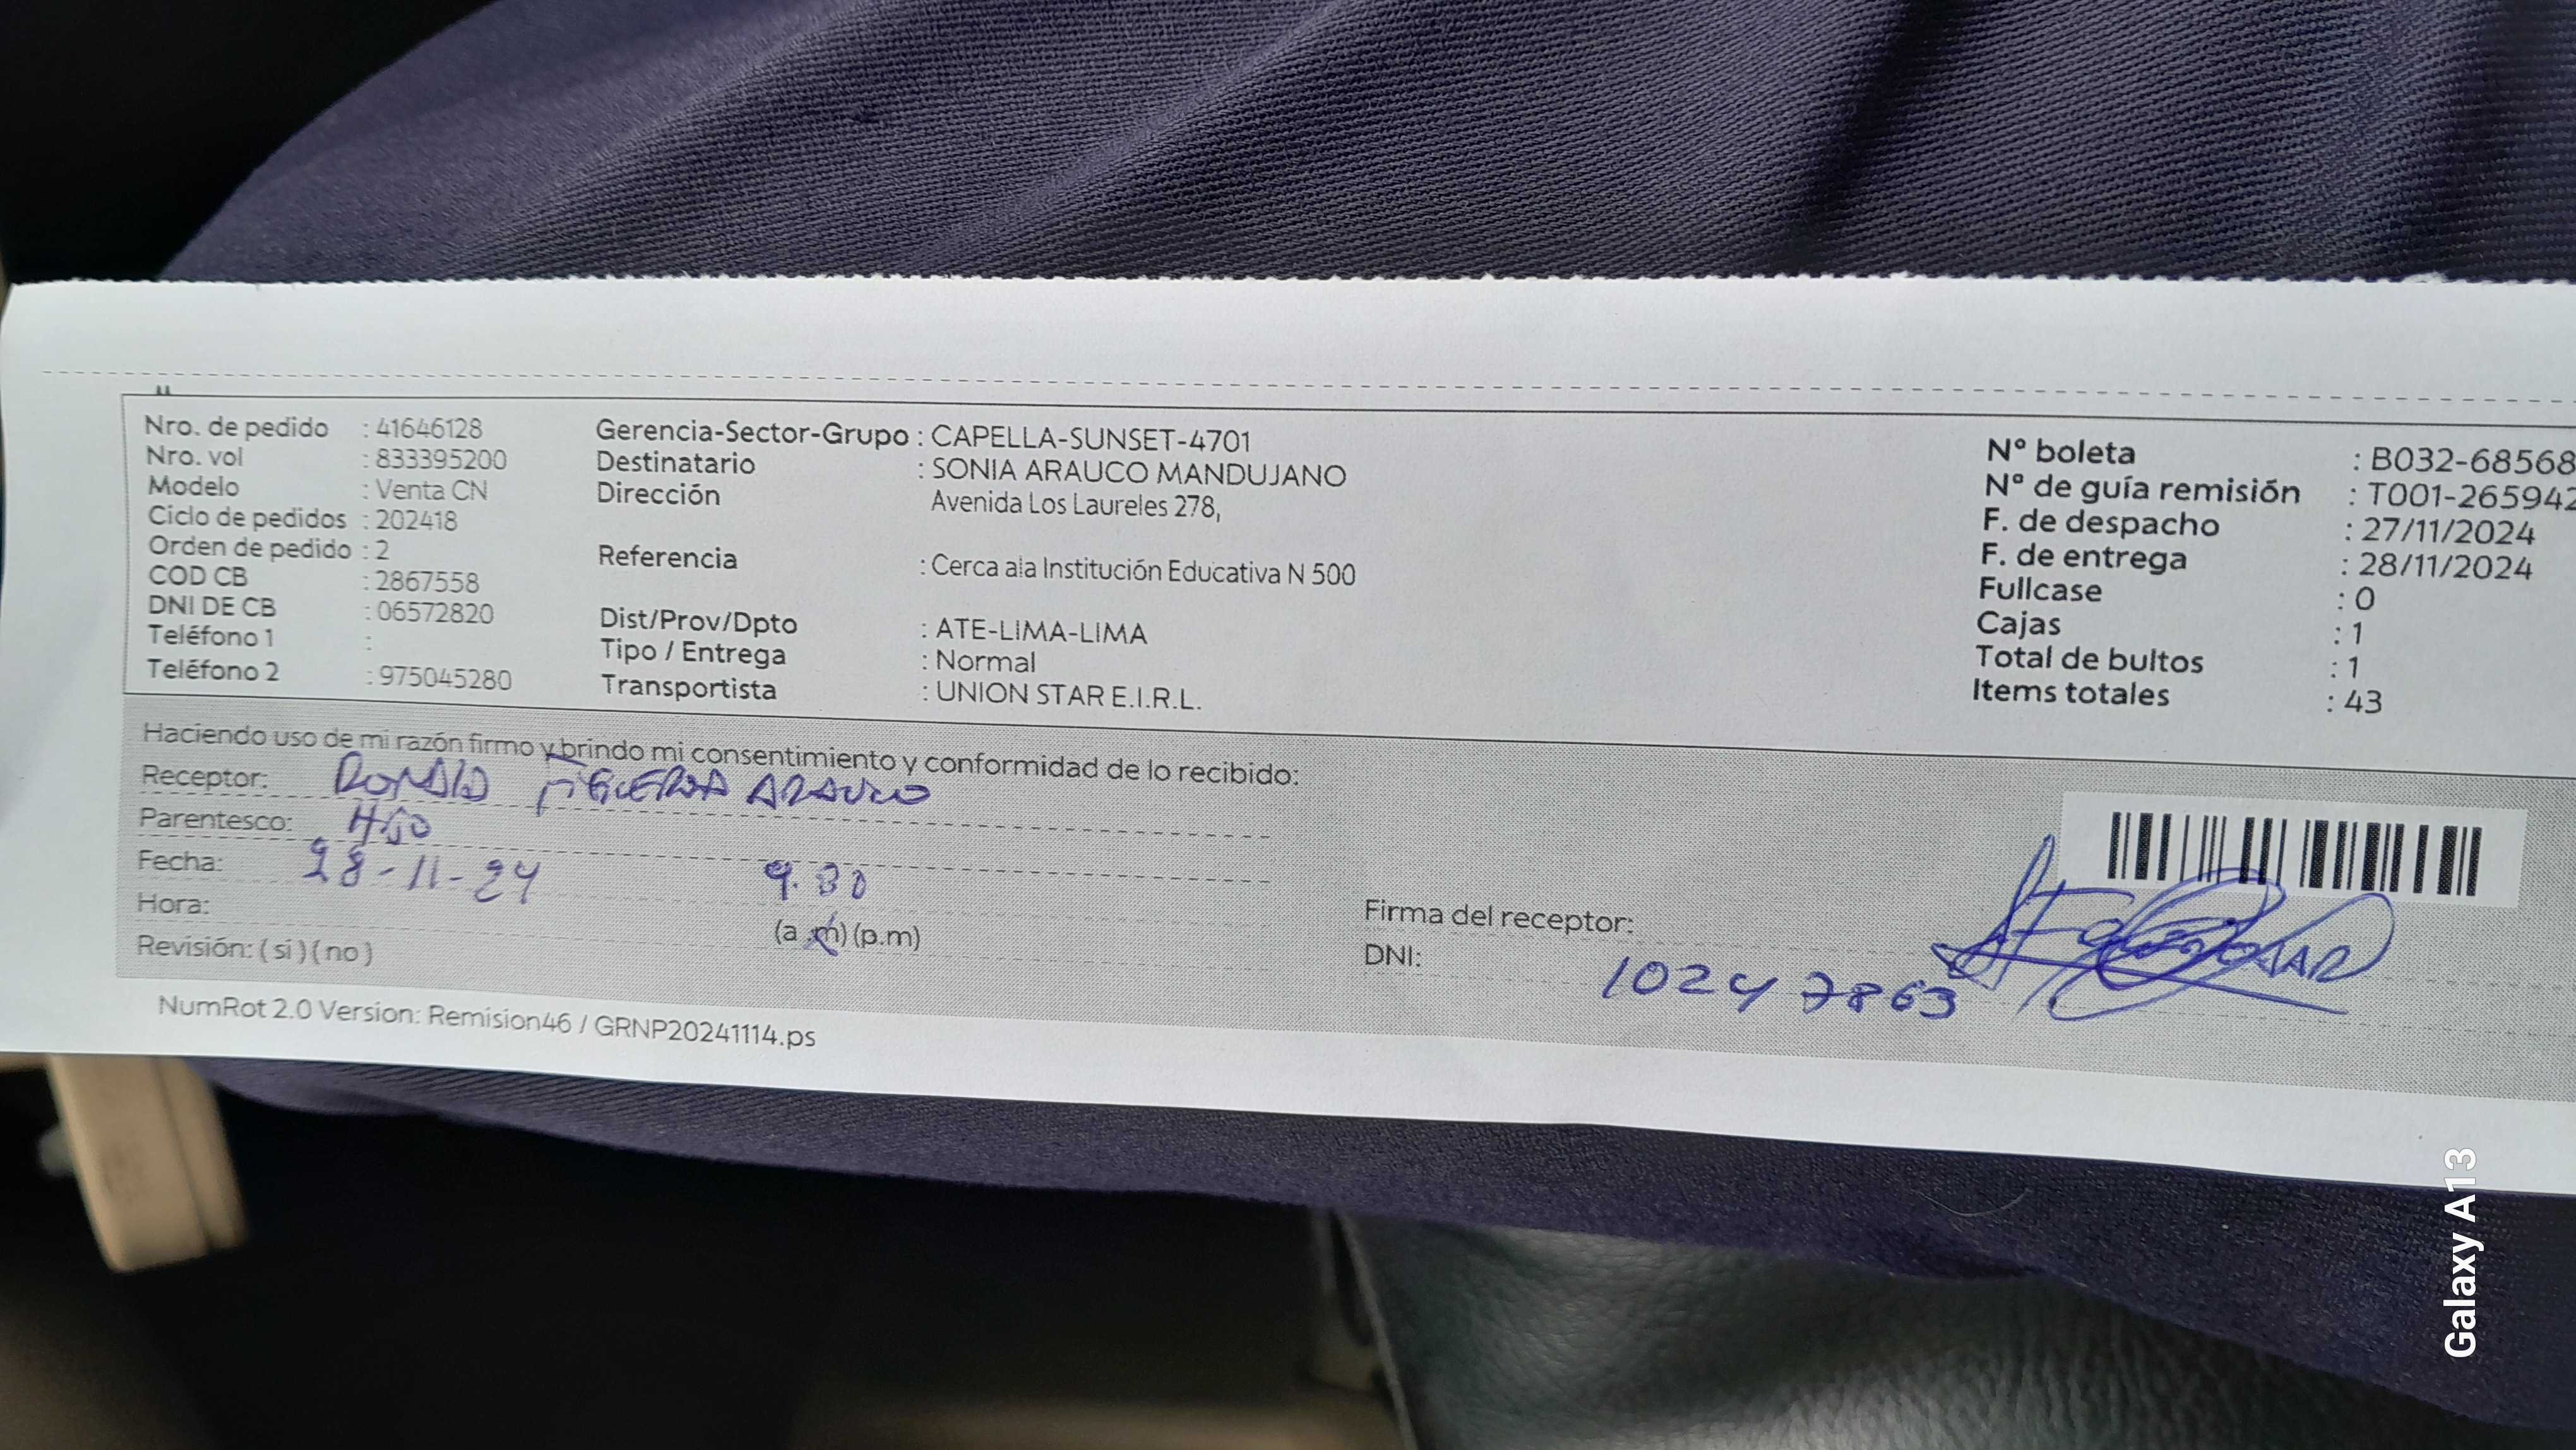 Nro. de pedido : 41646128
Nro. vol : 833395200
Modelo : Venta CN
Ciclo de pedidos : 202418
Orden de pedido : 2
COD CB : 2867558
DNI DE CB : 06572820
Teléfono 1 :
Teléfono 2 : 975045280
Gerencia-Sector-Grupo : CAPELLA-SUNSET-4701
Destinatario : SONIA ARAUCO MANDUJANO
Dirección Avenida Los Laureles 278,
Referencia : Cerca ala Institución Educativa N 500
Dist/Prov/Dpto : ATE-LIMA-LIMA
Tipo / Entrega : Normal
Transportista : UNION STAR E.I.R.L.
Nº boleta : B032-68568
Nº de guía remisión : T001-265942
F. de despacho : 27/11/2024
F. de entrega : 28/11/2024
Fullcase : 0
Cajas : 1
Total de bultos : 1
Items totales : 43
Haciendo uso de mi razón firmo y brindo mi consentimiento y conformidad de lo recibido:
Receptor: RONALD FIGUEROA ARAUCO
Parentesco: HIJO
Fecha: 28-11-24
Hora: 9.30 (a.m) (p.m)
Revisión: ( si ) ( no )
Firma del receptor:
DNI: 10247863
NumRot 2.0 Version: Remision46 / GRNP20241114.ps
Galaxy A13